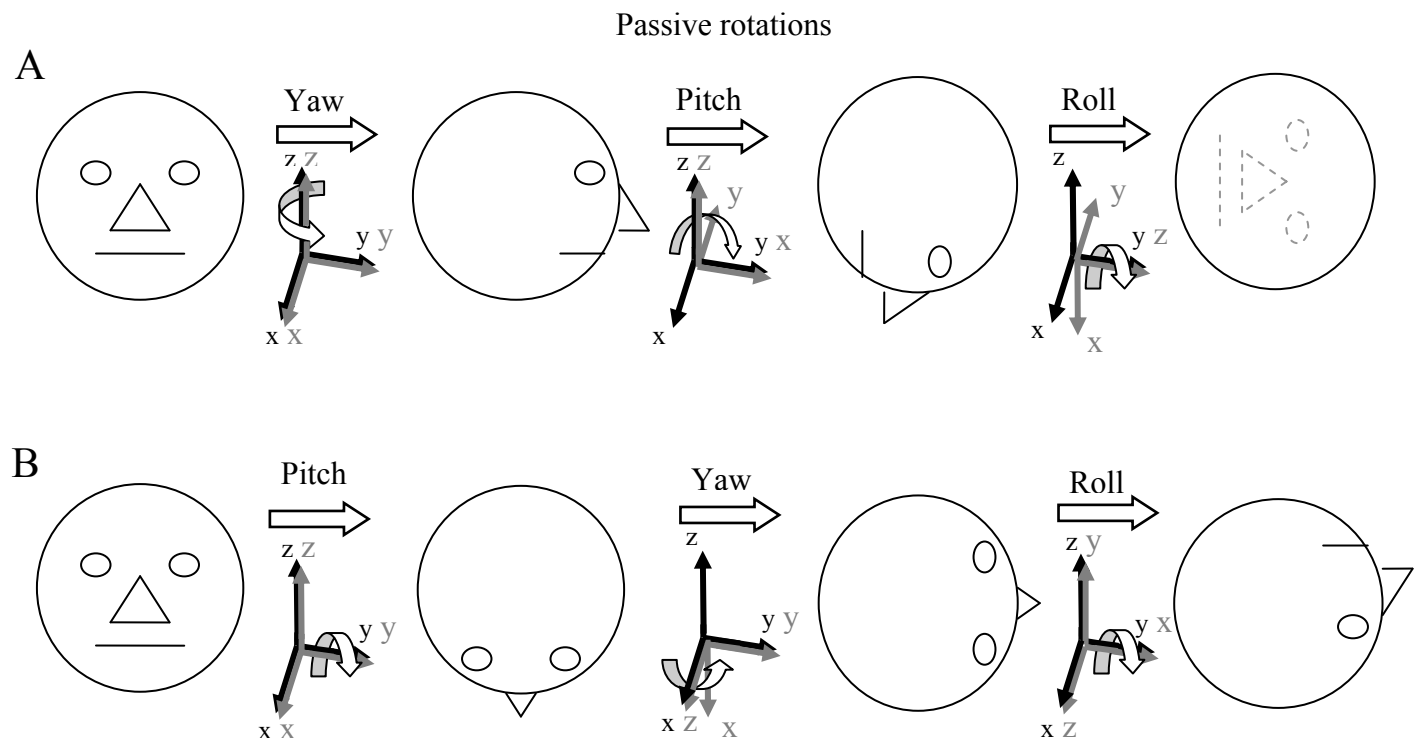 Passive rotations
A
Yaw
Pitch
Roll
z z
y y
x x
z z
y
y x
x
z
y
y z
x
x
B
Pitch
Yaw
Roll
z z
y y
x x
z
y y
x z
x
z y
y x
x z